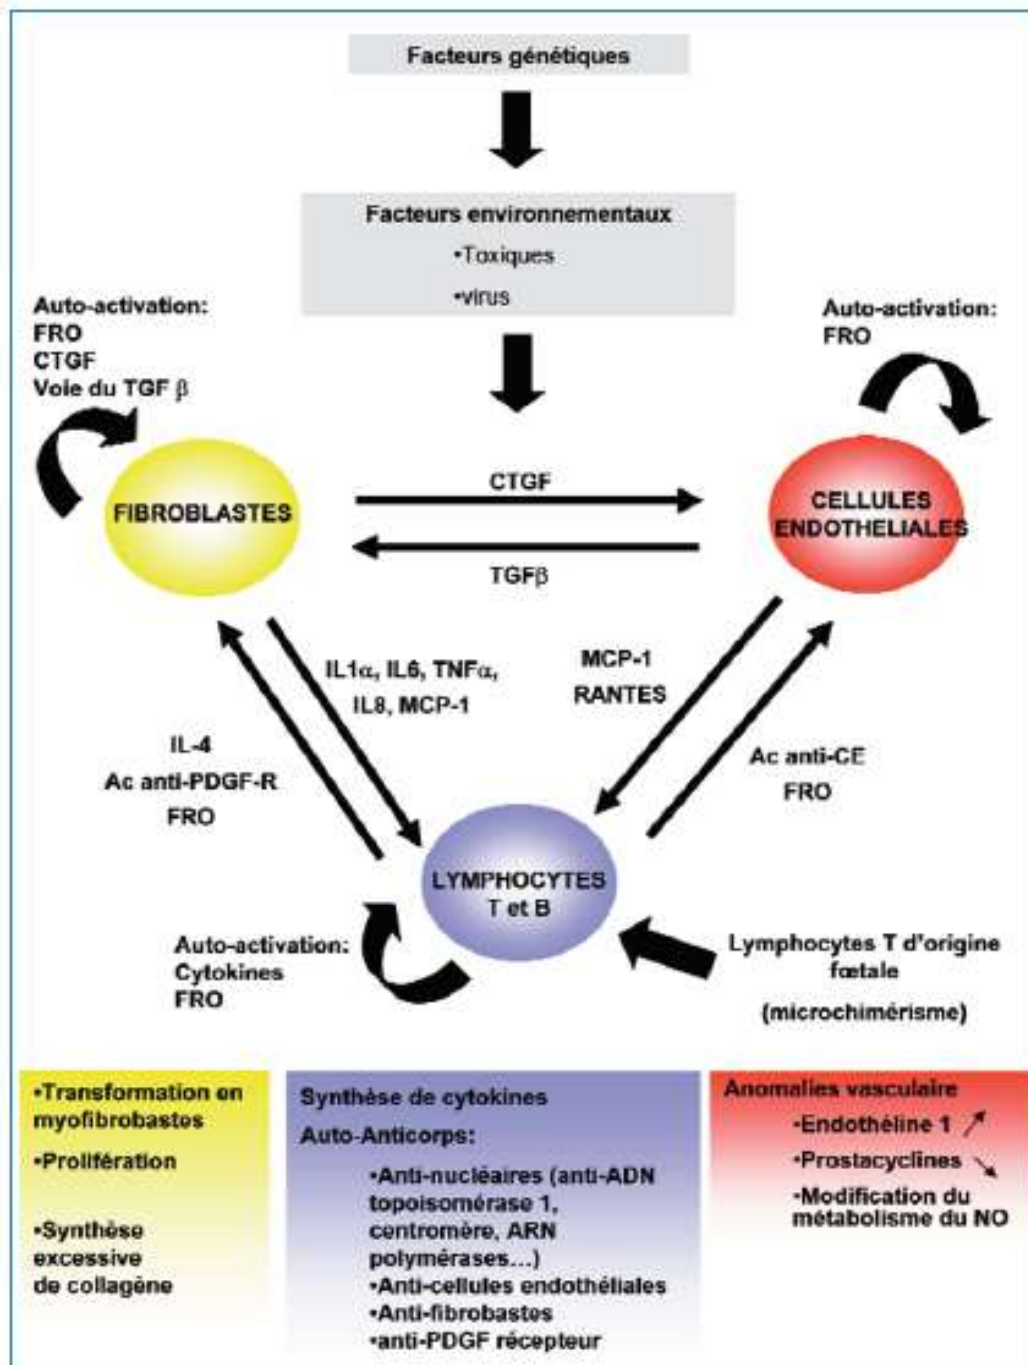 Facteurs génétiques
Facteurs environnementaux
•Toxiques
•virus
Auto-activation:
FRO
CTGF
Voie du TGF β
Auto-activation:
FRO
FIBROBLASTES
CTGF
TGFβ
CELLULES
ENDOTHELIALES
IL1α, IL6, TNFα,
IL8, MCP-1
MCP-1
RANTES
IL-4
Ac anti-PDGF-R
FRO
Ac anti-CE
FRO
LYMPHOCYTES
T et B
Auto-activation:
Cytokines
FRO
Lymphocytes T d'origine
fœtale
(microchimérisme)
•Transformation en
myofibrobastes
•Prolifération
•Synthèse
excessive
de collagène
Synthèse de cytokines
Auto-Anticorps:
•Anti-nucléaires (anti-ADN
topoisomérase 1,
centromère, ARN
polymérases...)
•Anti-cellules endothéliales
•Anti-fibrobastes
•anti-PDGF récepteur
Anomalies vasculaire
•Endothéline 1 ↗
•Prostacyclines ↘
•Modification du
métabolisme du NO